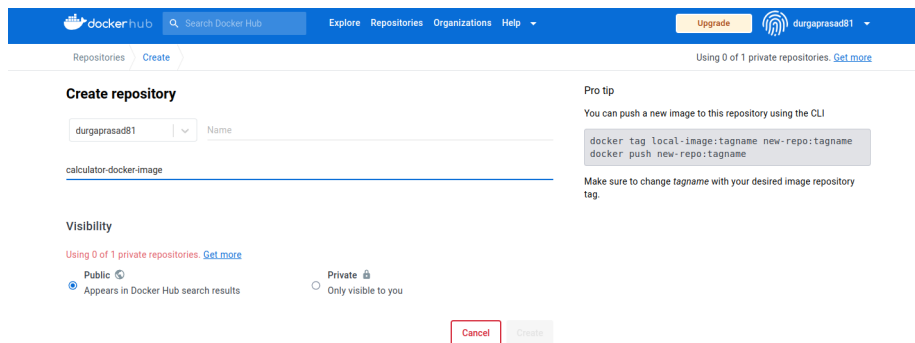 dockerhub Search Docker Hub Explore Repositories Organizations Help Upgrade durgaprasad81
Repositories Create Using 0 of 1 private repositories. Get more
Create repository
durgaprasad81 Name
calculator-docker-image
Visibility
Using 0 of 1 private repositories. Get more
Public
Appears in Docker Hub search results
Private
Only visible to you
Cancel Create
Pro tip
You can push a new image to this repository using the CLI
docker tag local-image:tagname new-repo:tagname
docker push new-repo:tagname
Make sure to change tagname with your desired image repository
tag.